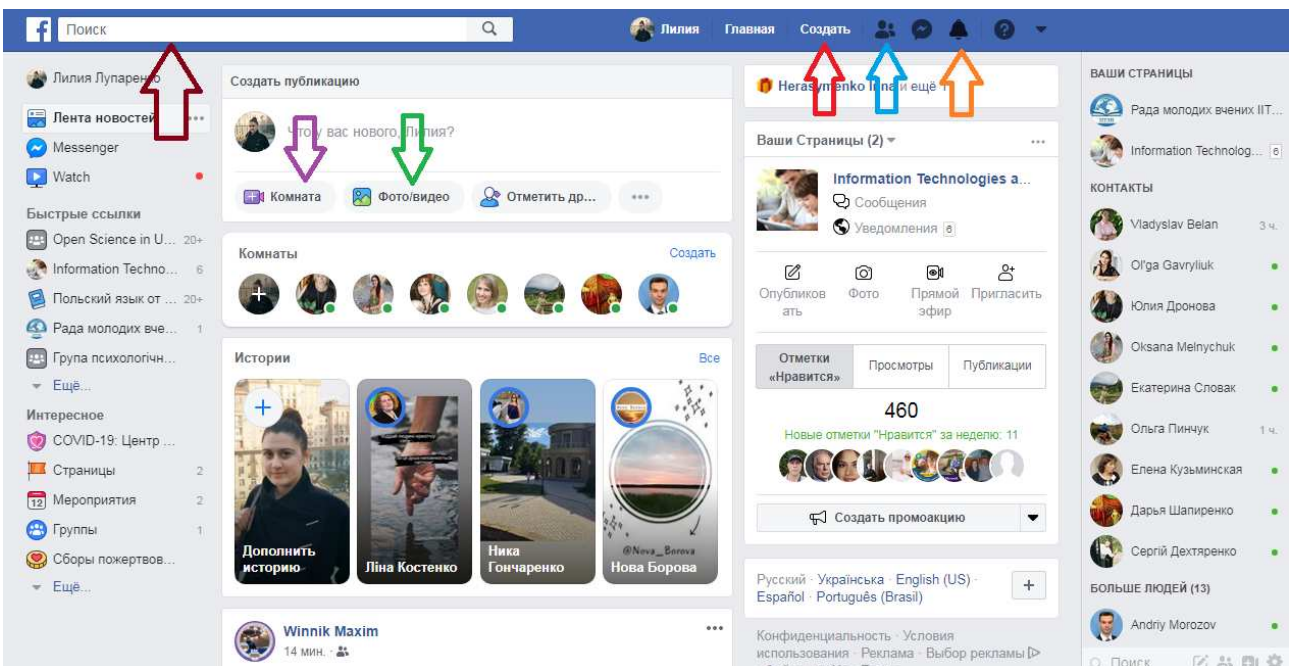 f Поиск Лилия Главная Создать
Лилия Лупаренко
Лента новостей
Messenger
Watch
Быстрые ссылки
Open Science in U... 20+
Information Techno... 6
Польский язык от ... 20+
Рада молодих вче... 1
Група психологічн...
Ещё...
Интересное
COVID-19: Центр ...
Страницы 2
12 Мероприятия 2
Группы 1
Сборы пожертвов...
Ещё...
Создать публикацию
Что у вас нового, Лилия?
Комната Фото/видео Отметить др...
Комнаты Создать
Истории Все
Дополнить
историю
Ліна Костенко
Ника
Гончаренко
@Nova_Borova
Нова Борова
Winnik Maxim
14 мин.
Herasymenko Inna и ещё
Ваши Страницы (2)
Information Technologies a...
Сообщения
Уведомления 6
Опубликов
ать
Фото
Прямой
эфир
Пригласить
Отметки
«Нравится»
Просмотры
Публикации
460
Новые отметки "Нравится" за неделю: 11
Создать промоакцию
Русский · Українська · English (US) ·
Español · Português (Brasil)
Конфиденциальность · Условия
использования · Реклама · Выбор рекламы
ВАШИ СТРАНИЦЫ
Рада молодих вчених ІІТ...
Information Technolog... 6
КОНТАКТЫ
Vladyslav Belan 3 ч.
Ol'ga Gavryliuk
Юлия Дронова
Oksana Melnychuk
Екатерина Словак
Ольга Пинчук 1 ч.
Елена Кузьминская
Дарья Шапиренко
Сергій Дехтяренко
БОЛЬШЕ ЛЮДЕЙ (13)
Andriy Morozov
Поиск